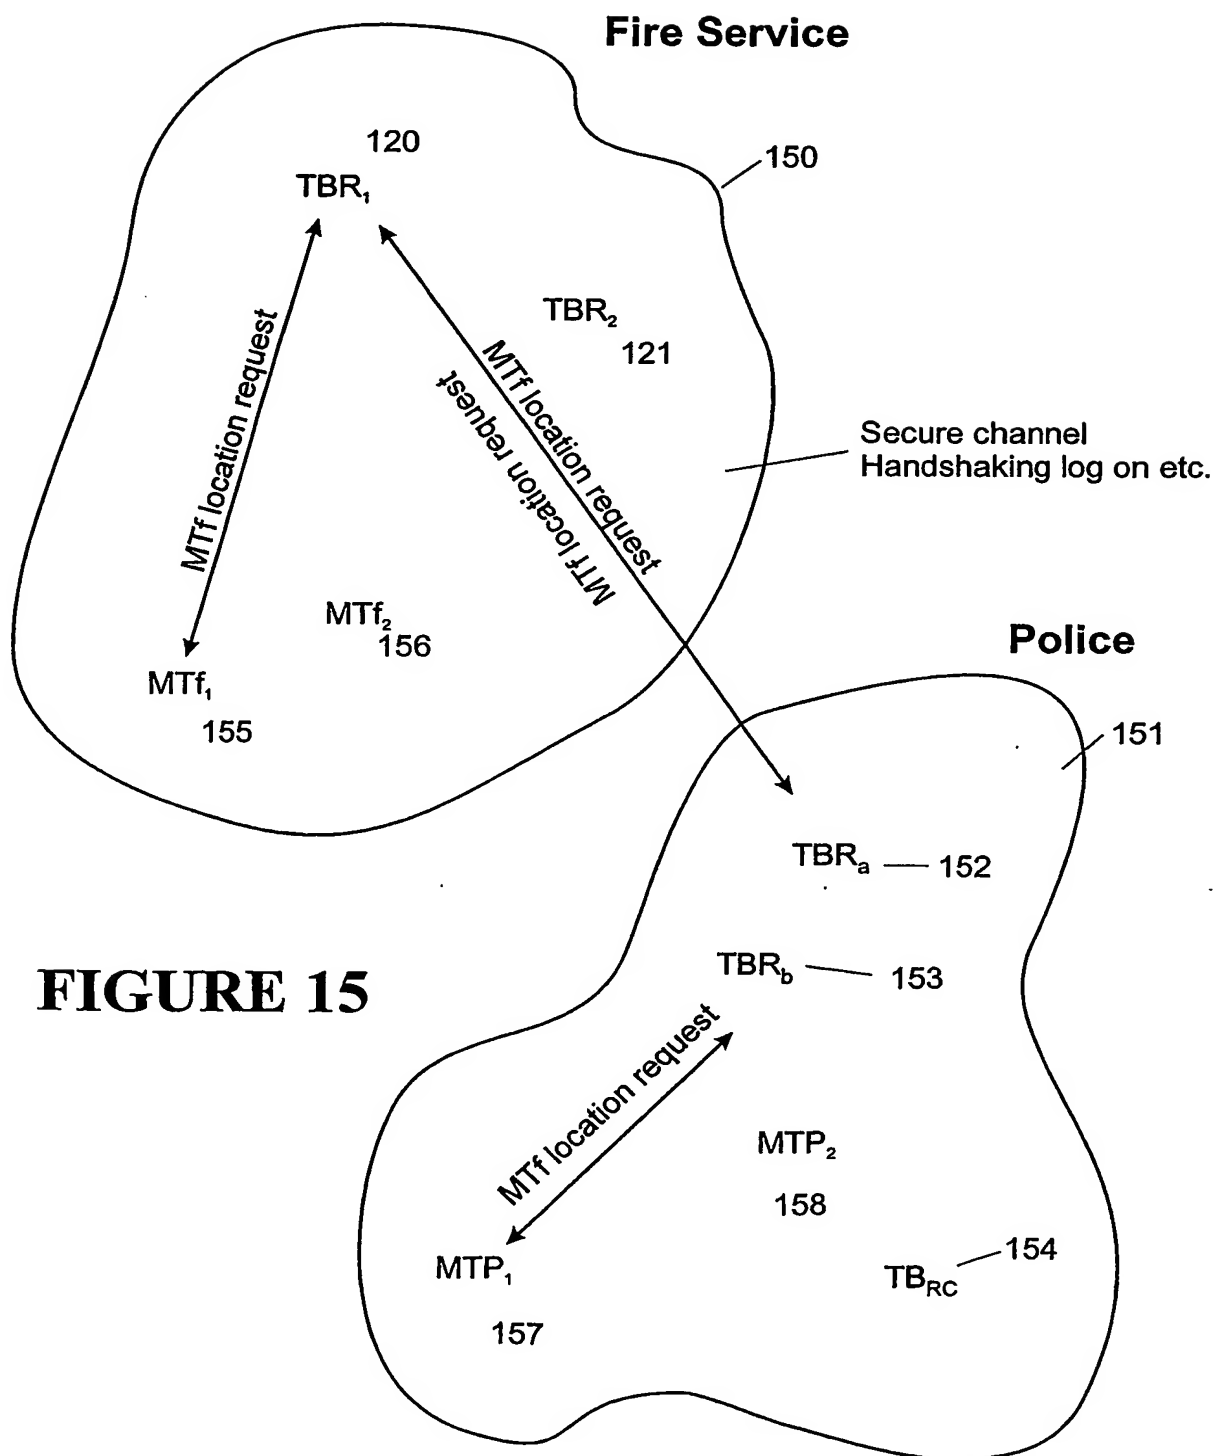 Fire Service
120
150
TBR₁
TBR₂
121
MTf location request
MTf location request
MTf location request
Secure channel
Handshaking log on etc.
MTf₂
156
MTf₁
155
Police
151
TBRₐ
152
TBR_b
153
FIGURE 15
MTf location request
MTP₂
158
MTP₁
157
154
TB_RC